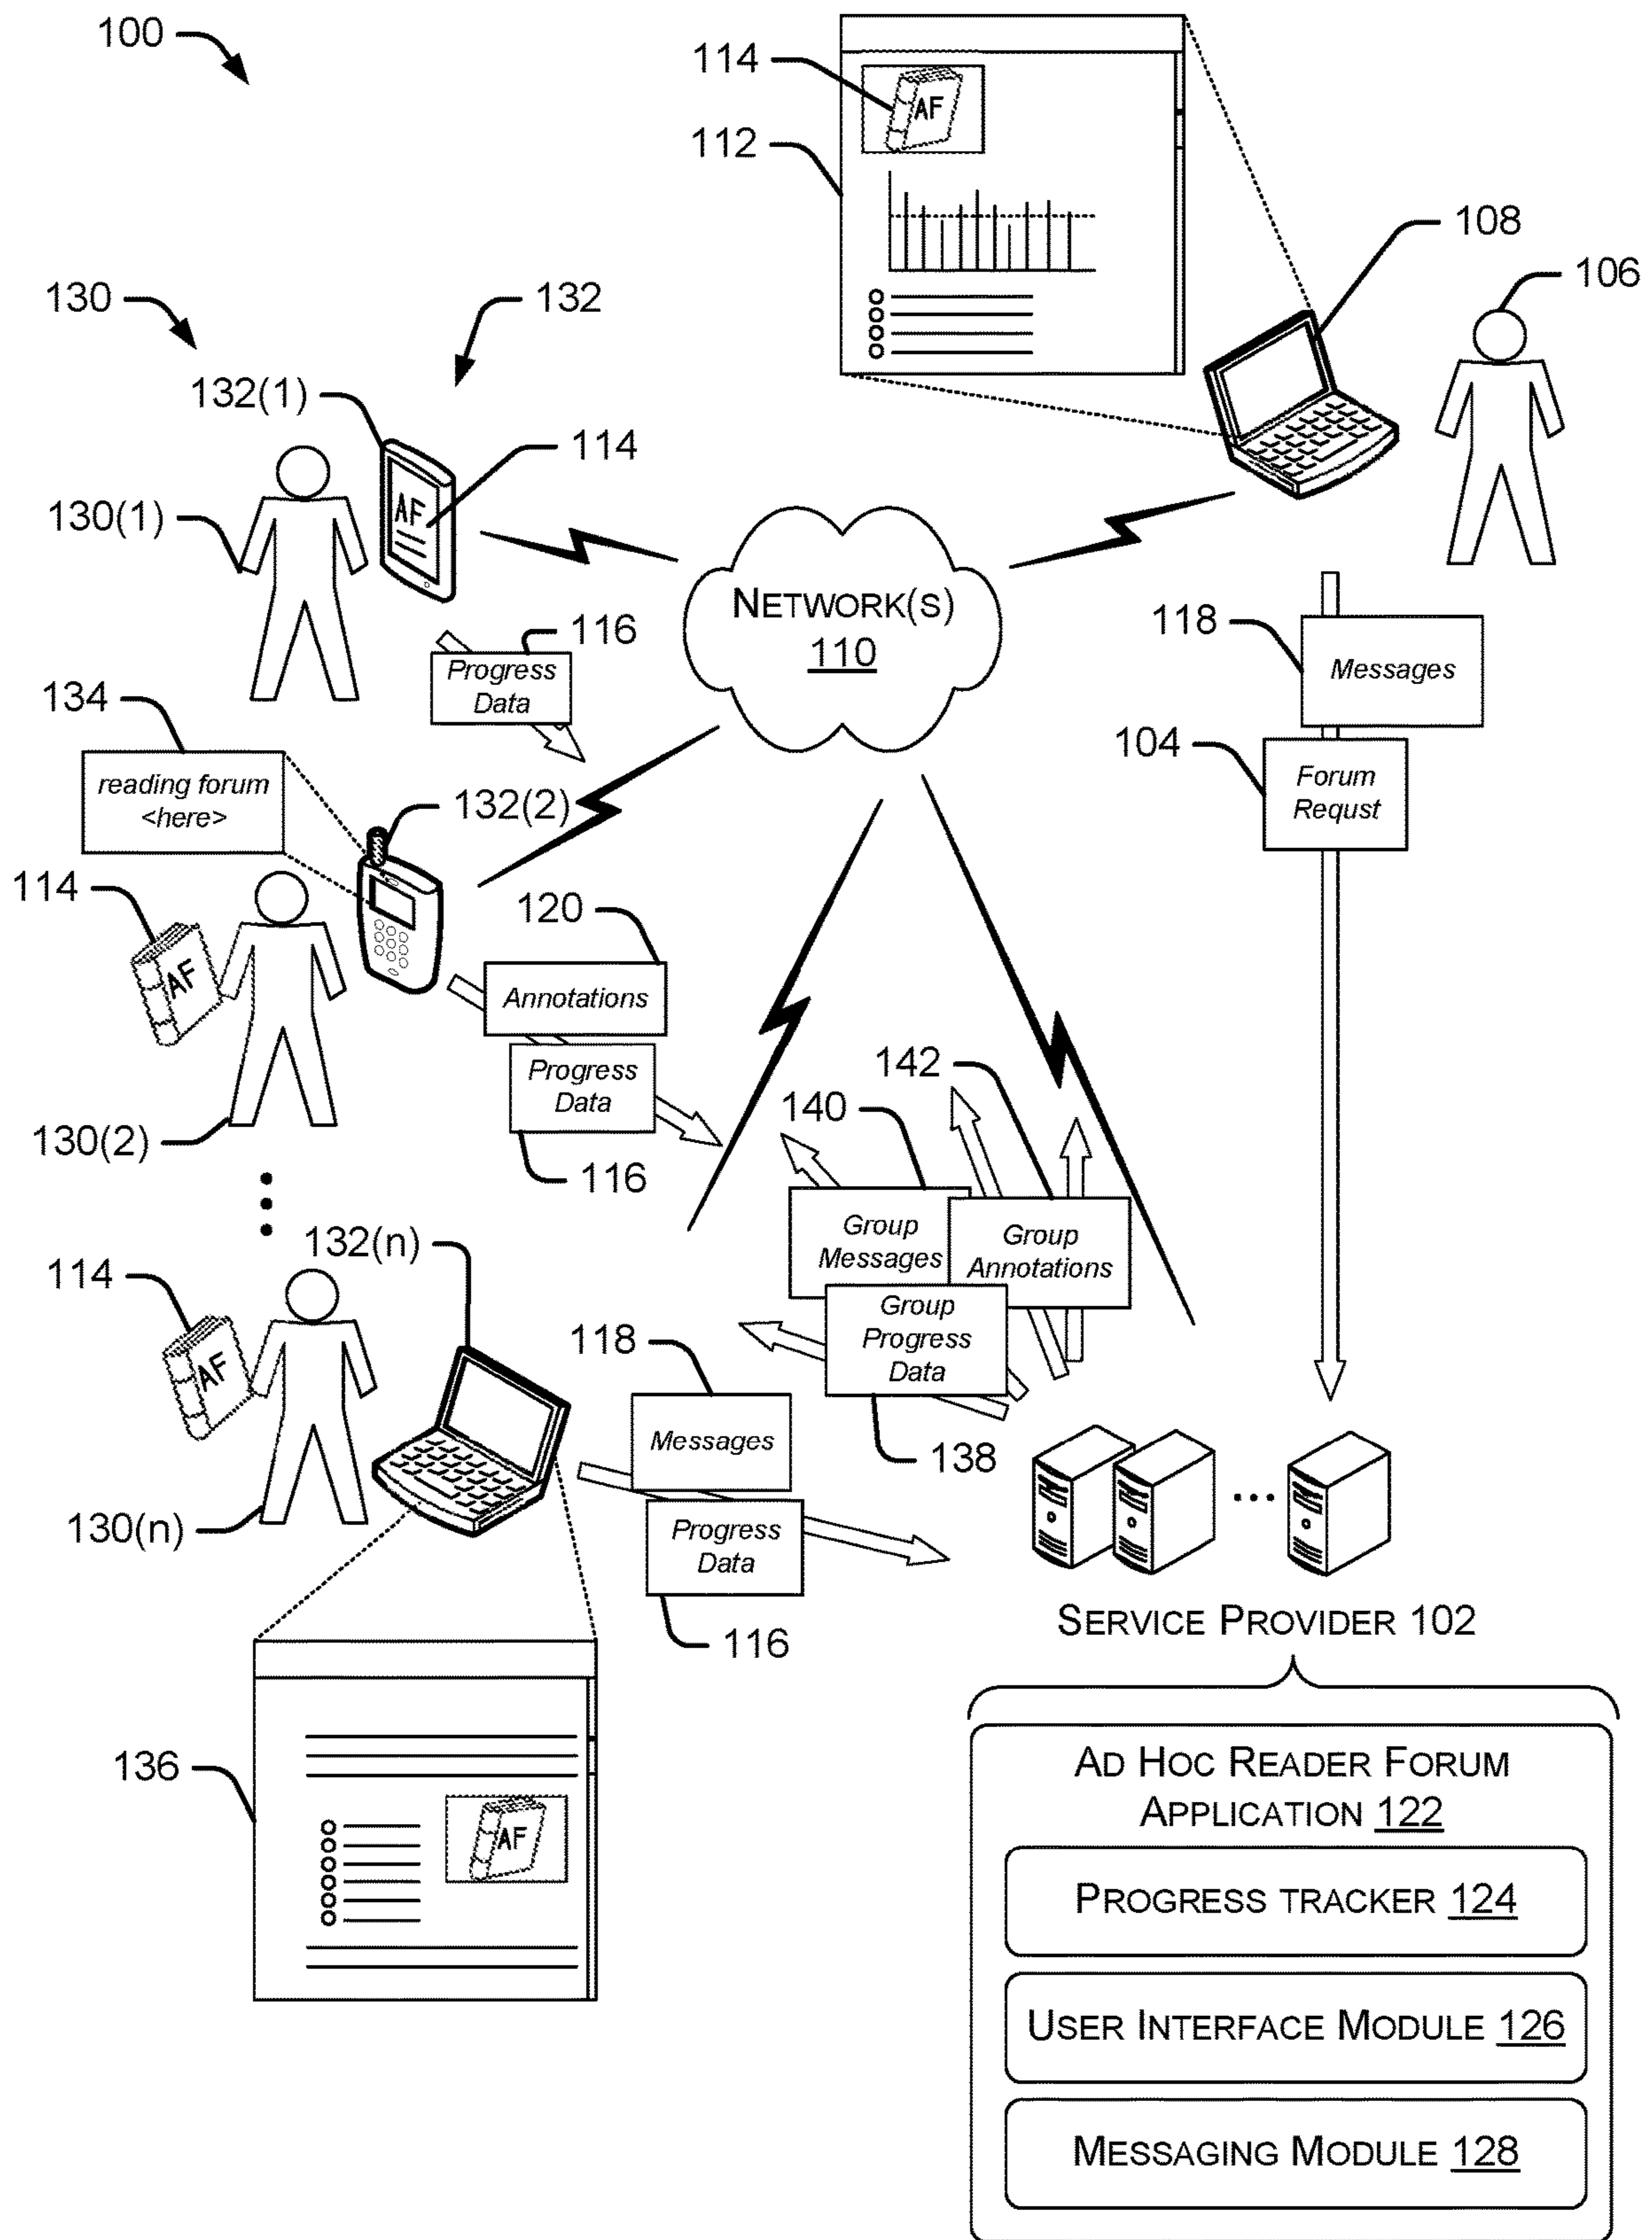 100
114
AF
112
108
106
130
132
132(1)
114
AF
130(1)
NETWORK(S)
110
116
Progress
Data
118
Messages
104
Forum
Requst
134
reading forum
<here>
132(2)
114
AF
120
Annotations
Progress
Data
130(2)
116
142
140
Group
Messages
Group
Annotations
Group
Progress
Data
138
132(n)
114
AF
118
Messages
130(n)
Progress
Data
116
SERVICE PROVIDER 102
136
AF
AD HOC READER FORUM
APPLICATION 122
PROGRESS TRACKER 124
USER INTERFACE MODULE 126
MESSAGING MODULE 128